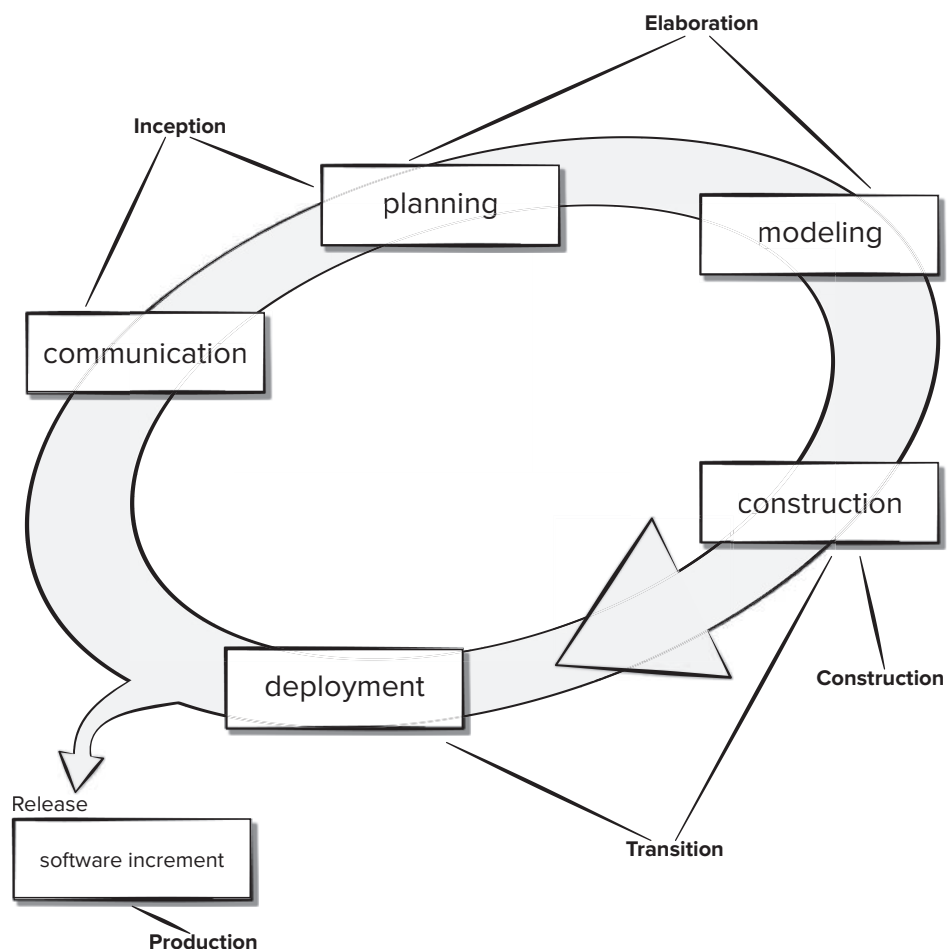 Elaboration
Inception
planning
modeling
communication
construction
Construction
deployment
Release
software increment
Transition
Production